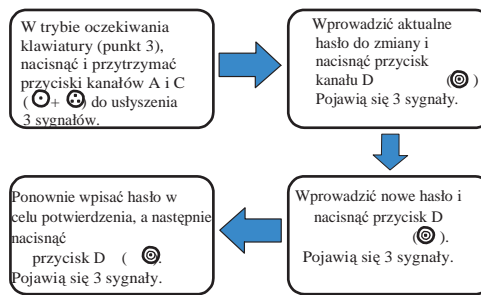 W trybie oczekiwania
klawiatury (punkt 3),
nacisnąć i przytrzymać
przyciski kanałów A i C
( + ) do usłyszenia
3 sygnałów.
Wprowadzić aktualne
hasło do zmiany i
nacisnąć przycisk
kanału D ( )
Pojawią się 3 sygnały.
Wprowadzić nowe hasło i
nacisnąć przycisk D
( ).
Pojawią się 3 sygnały.
Ponownie wpisać hasło w
celu potwierdzenia, a następnie
nacisnąć
przycisk D ( ).
Pojawią się 3 sygnały.